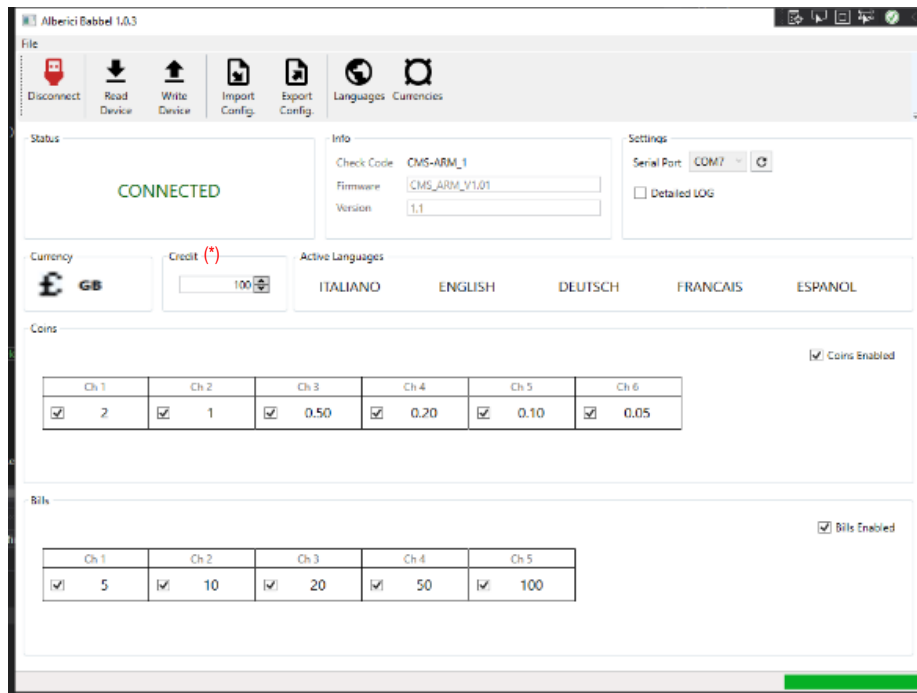 Alberici Babbel 1.0.3
File
Disconnect Read Device Write Device Import Config. Export Config. Languages Currencies
Status
CONNECTED
Info
Check Code CMS-ARM_1
Firmware CMS_ARM_V1.01
Version 1.1
Settings
Serial Port COM7
Detailed LOG
Currency
£ GB
Credit (*)
100
Active Languages
ITALIANO ENGLISH DEUTSCH FRANCAIS ESPANOL
Coins
Coins Enabled
Ch 1 Ch 2 Ch 3 Ch 4 Ch 5 Ch 6
2 1 0.50 0.20 0.10 0.05
Bills
Bills Enabled
Ch 1 Ch 2 Ch 3 Ch 4 Ch 5
5 10 20 50 100